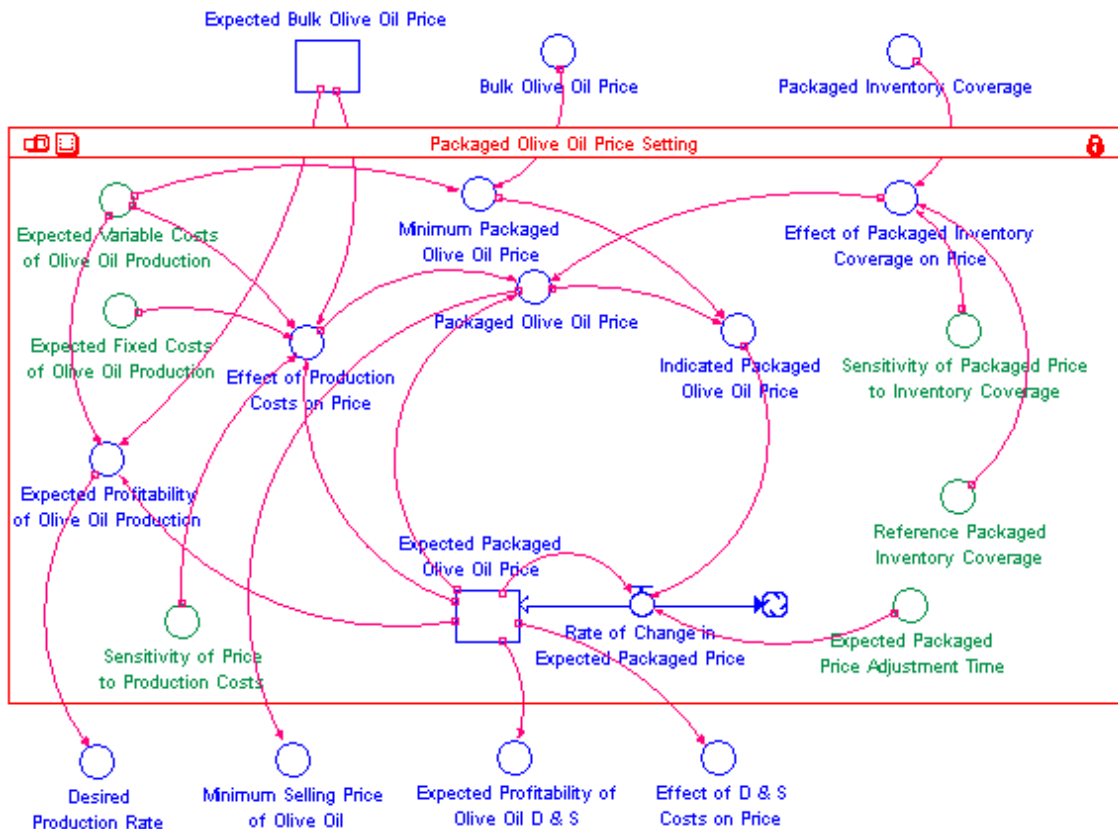 Expected Bulk Olive Oil Price
Bulk Olive Oil Price
Packaged Inventory Coverage
Packaged Olive Oil Price Setting
Expected Variable Costs
of Olive Oil Production
Minimum Packaged
Olive Oil Price
Effect of Packaged Inventory
Coverage on Price
Packaged Olive Oil Price
Expected Fixed Costs
of Olive Oil Production
Effect of Production
Costs on Price
Indicated Packaged
Olive Oil Price
Sensitivity of Packaged Price
to Inventory Coverage
Expected Profitability
of Olive Oil Production
Reference Packaged
Inventory Coverage
Expected Packaged
Olive Oil Price
Rate of Change in
Expected Packaged Price
Expected Packaged
Price Adjustment Time
Sensitivity of Price
to Production Costs
Desired
Production Rate
Minimum Selling Price
of Olive Oil
Expected Profitability of
Olive Oil D & S
Effect of D & S
Costs on Price